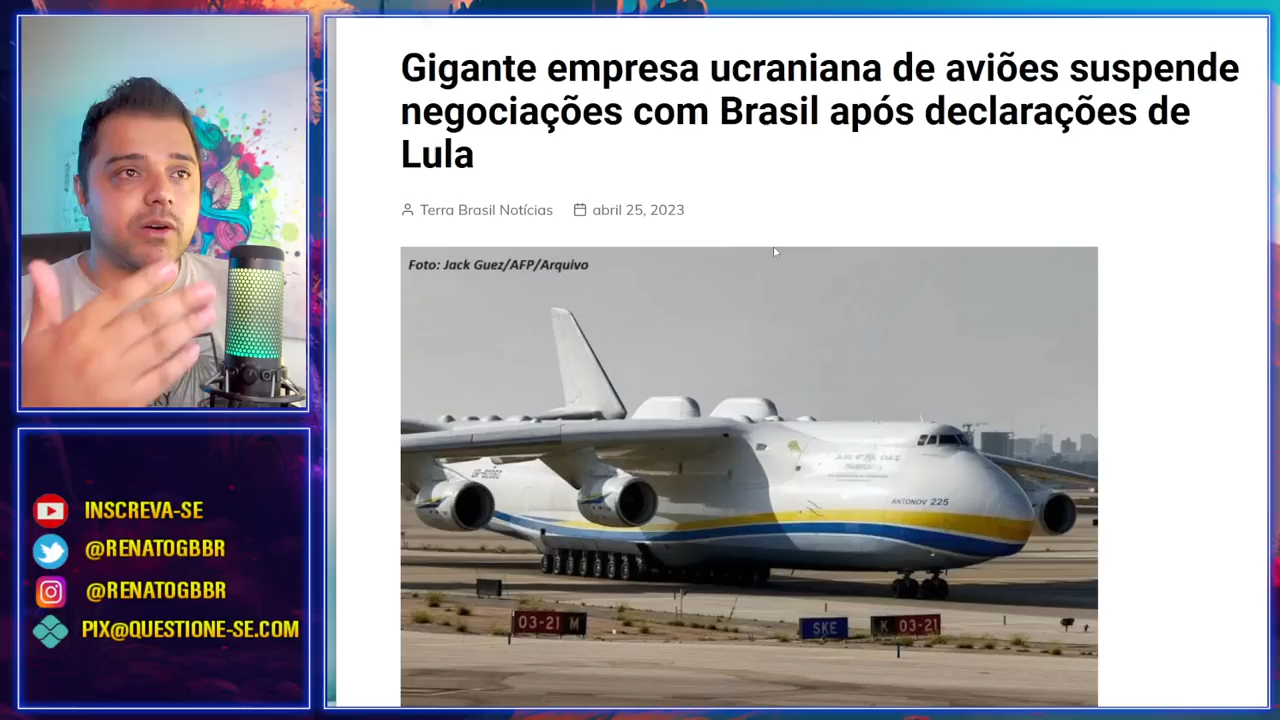 Gigante empresa ucraniana de aviões suspende
negociações com Brasil após declarações de
Lula
Terra Brasil Notícias abril 25, 2023
Foto: Jack Guez/AFP/Arquivo
ANTONOV 225
03-21 M
SKE
K 03-21
INSCREVA-SE
@RENATOGBBR
@RENATOGBBR
PIX@QUESTIONE-SE.COM